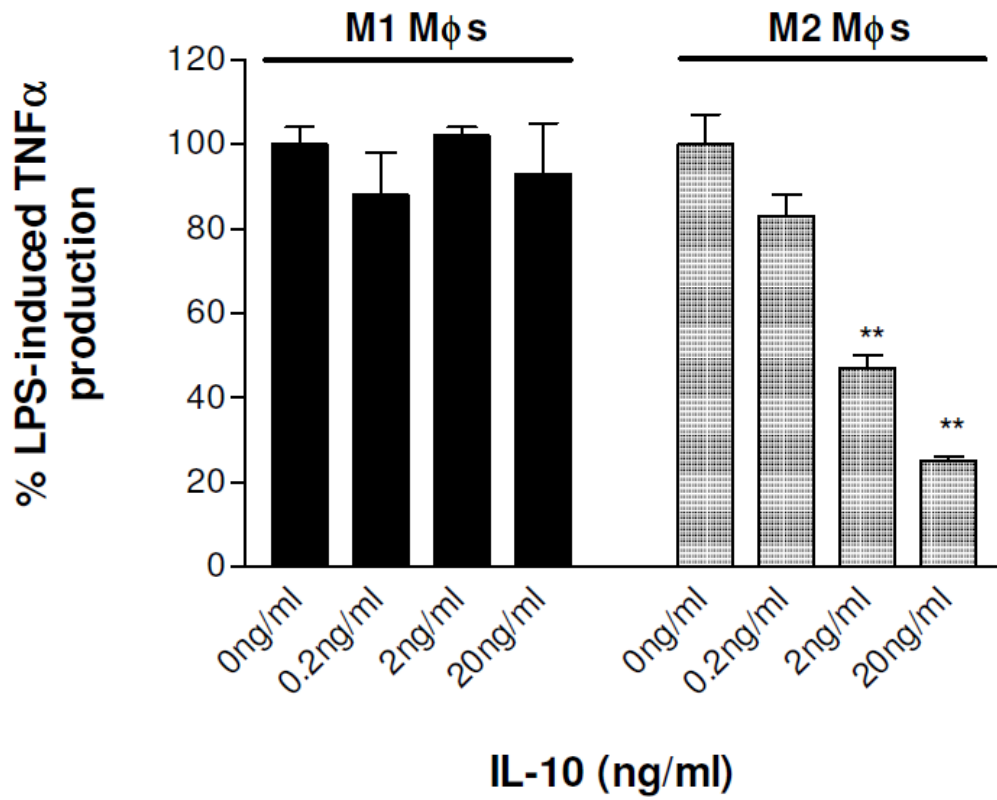 M1 Mϕs
M2 Mϕs
% LPS-induced TNFα
production
120
100
80
60
40
20
0
0ng/ml
0.2ng/ml
2ng/ml
20ng/ml
0ng/ml
0.2ng/ml
2ng/ml
20ng/ml
**
**
IL-10 (ng/ml)